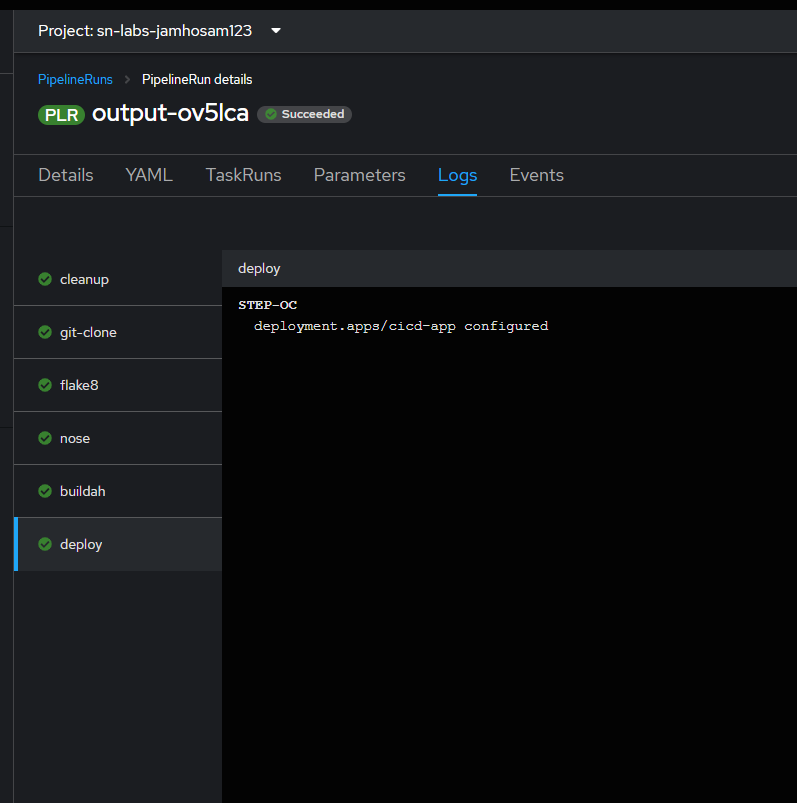 Project: sn-labs-jamhosam123
PipelineRuns PipelineRun details
PLR output-ov5lca Succeeded
Details YAML TaskRuns Parameters Logs Events
cleanup
git-clone
flake8
nose
buildah
deploy
deploy
STEP-OC
deployment.apps/cicd-app configured